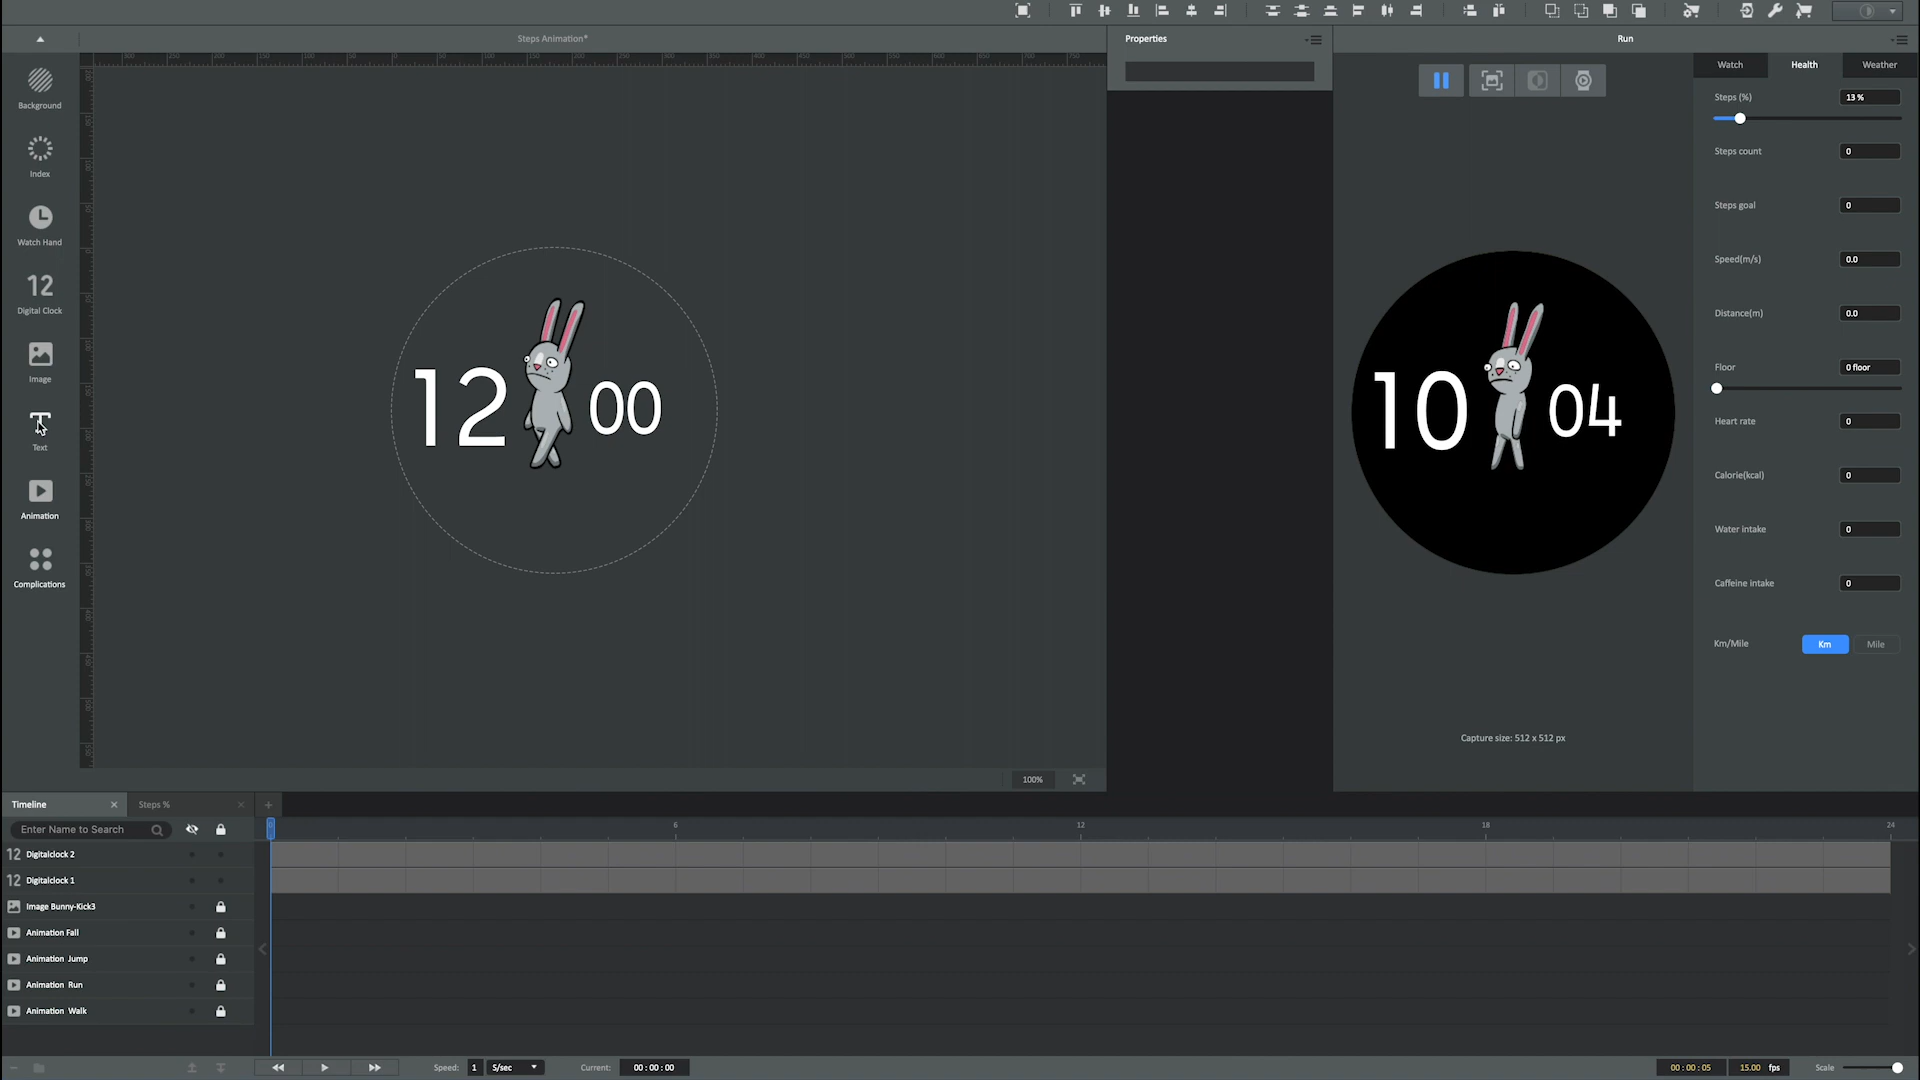 Steps Animation*
Properties
Run
Background
Index
Watch Hand
12
Digital Clock
Image
Text
Animation
Complications
12 00
100%
10 04
Capture size: 512 x 512 px
Watch
Health
Weather
Steps (%)
13 %
Steps count
0
Steps goal
0
Speed(m/s)
0.0
Distance(m)
0.0
Floor
0 floor
Heart rate
0
Calorie(kcal)
0
Water intake
0
Caffeine intake
0
Km/Mile
Km
Mile
Timeline
Steps %
Enter Name to Search
6
12
18
24
12 Digitalclock 2
12 Digitalclock 1
Image Bunny-Kick3
Animation Fall
Animation Jump
Animation Run
Animation Walk
Speed: 1 S/sec
Current: 00 : 00 : 00
00 : 00 : 05
15.00 fps
Scale